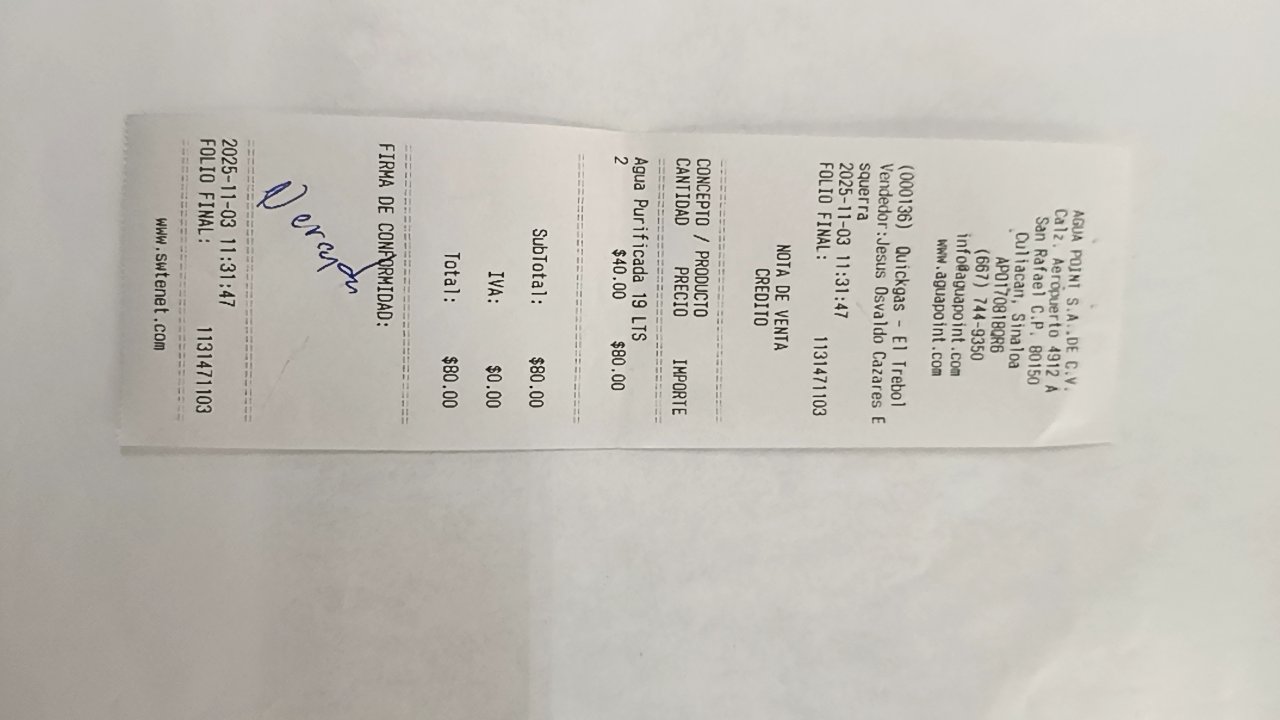 AGUA POINT S.A. DE C.V.
Calz. Aeropuerto 4912 A
San Rafael C.P. 80150
Culiacan, Sinaloa
APO170818QR6
(667) 744-9350
info@aguapoint.com
www.aguapoint.com
(000136) Quickgas - El Trebol
Vendedor:Jesus Osvaldo Cazares E
squerra
2025-11-03 11:31:47
FOLIO FINAL: 1131471103
NOTA DE VENTA
CREDITO
CONCEPTO / PRODUCTO
CANTIDAD PRECIO IMPORTE
Agua Purificada 19 LTS
2 $40.00 $80.00
SubTotal: $80.00
IVA: $0.00
Total: $80.00
FIRMA DE CONFORMIDAD:
2025-11-03 11:31:47
FOLIO FINAL: 1131471103
www.swtenet.com